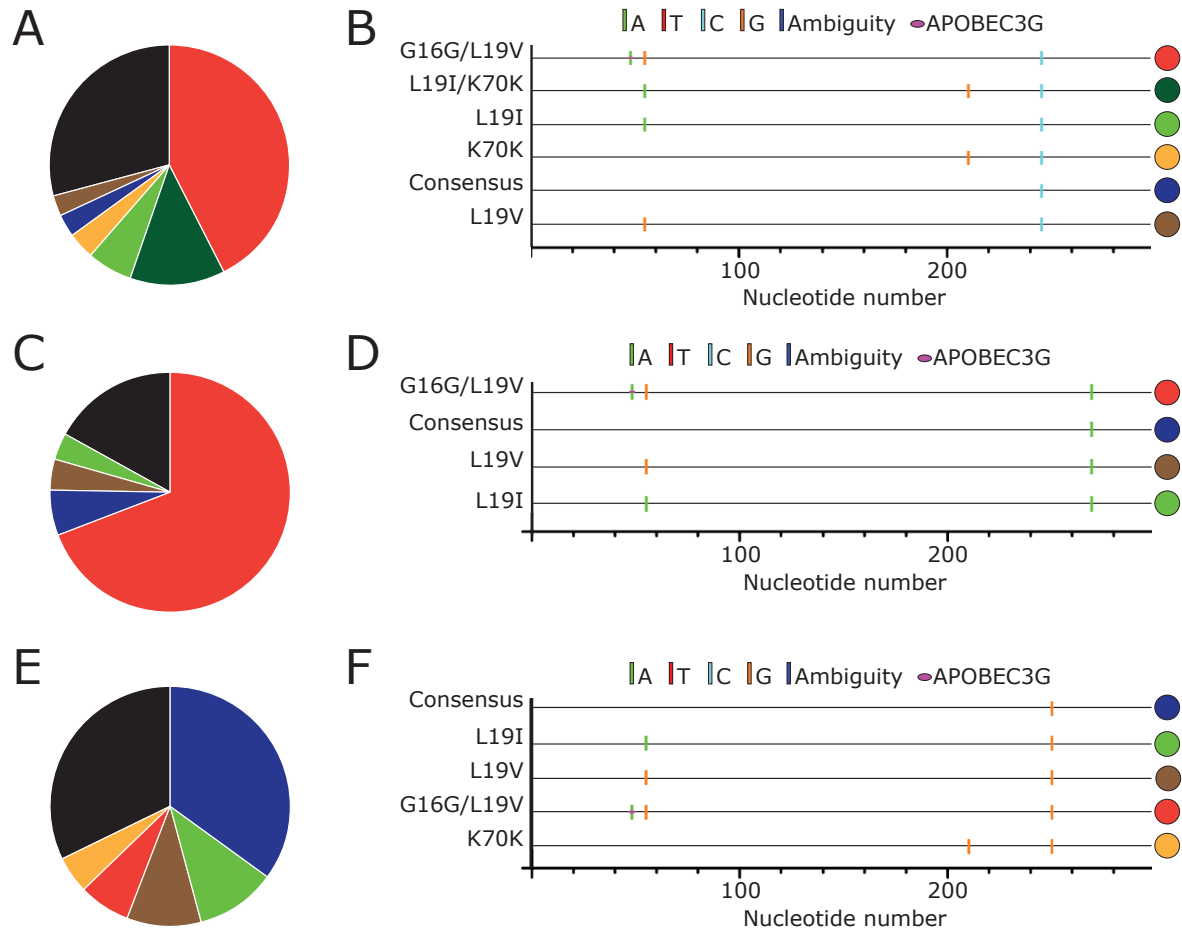 A
B
A T C G Ambiguity APOBEC3G
G16G/L19V
L19I/K70K
L19I
K70K
Consensus
L19V
100 200
Nucleotide number
C
D
A T C G Ambiguity APOBEC3G
G16G/L19V
Consensus
L19V
L19I
100 200
Nucleotide number
E
F
A T C G Ambiguity APOBEC3G
Consensus
L19I
L19V
G16G/L19V
K70K
100 200
Nucleotide number